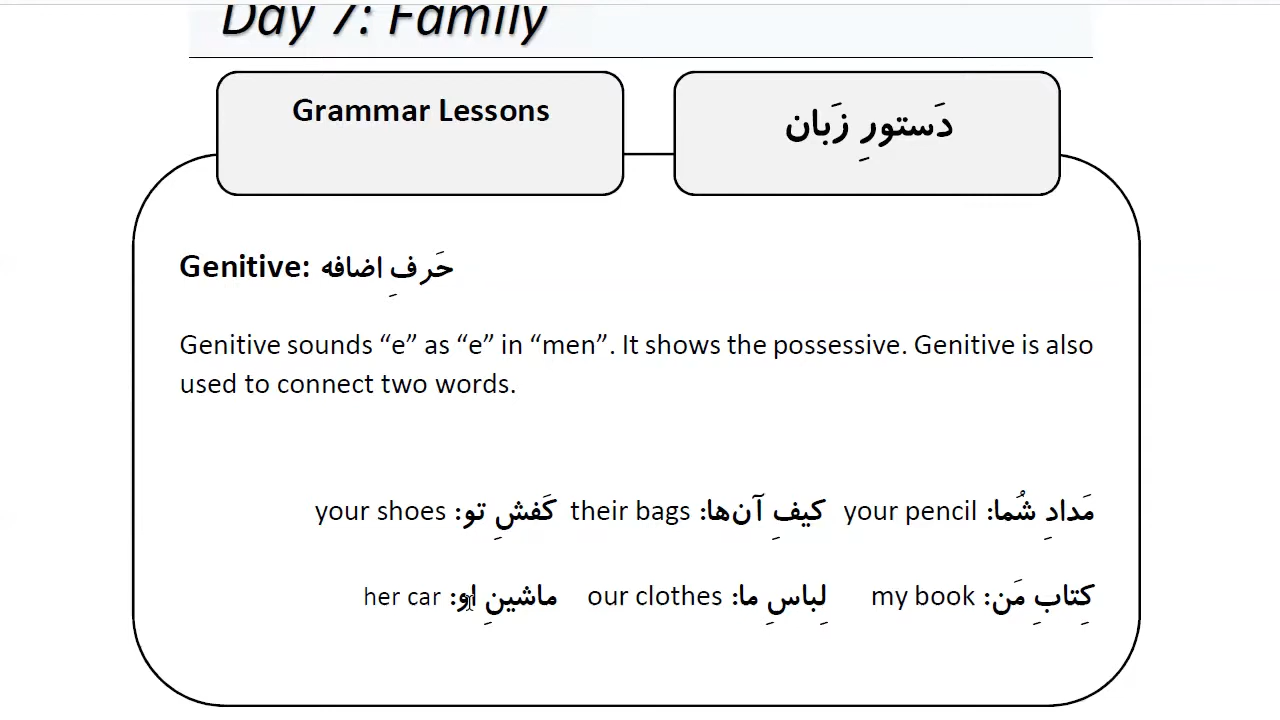 Day 7: Family
Grammar Lessons
دَستورِ زَبان
Genitive: حَرفِ اضافه
Genitive sounds “e” as “e” in “men”. It shows the possessive. Genitive is also
used to connect two words.
مَدادِ شُما: your pencil کیفِ آن‌ها: their bags کَفشِ تو: your shoes
کِتابِ مَن: my book لِباسِ ما: our clothes ماشینِ او: her car